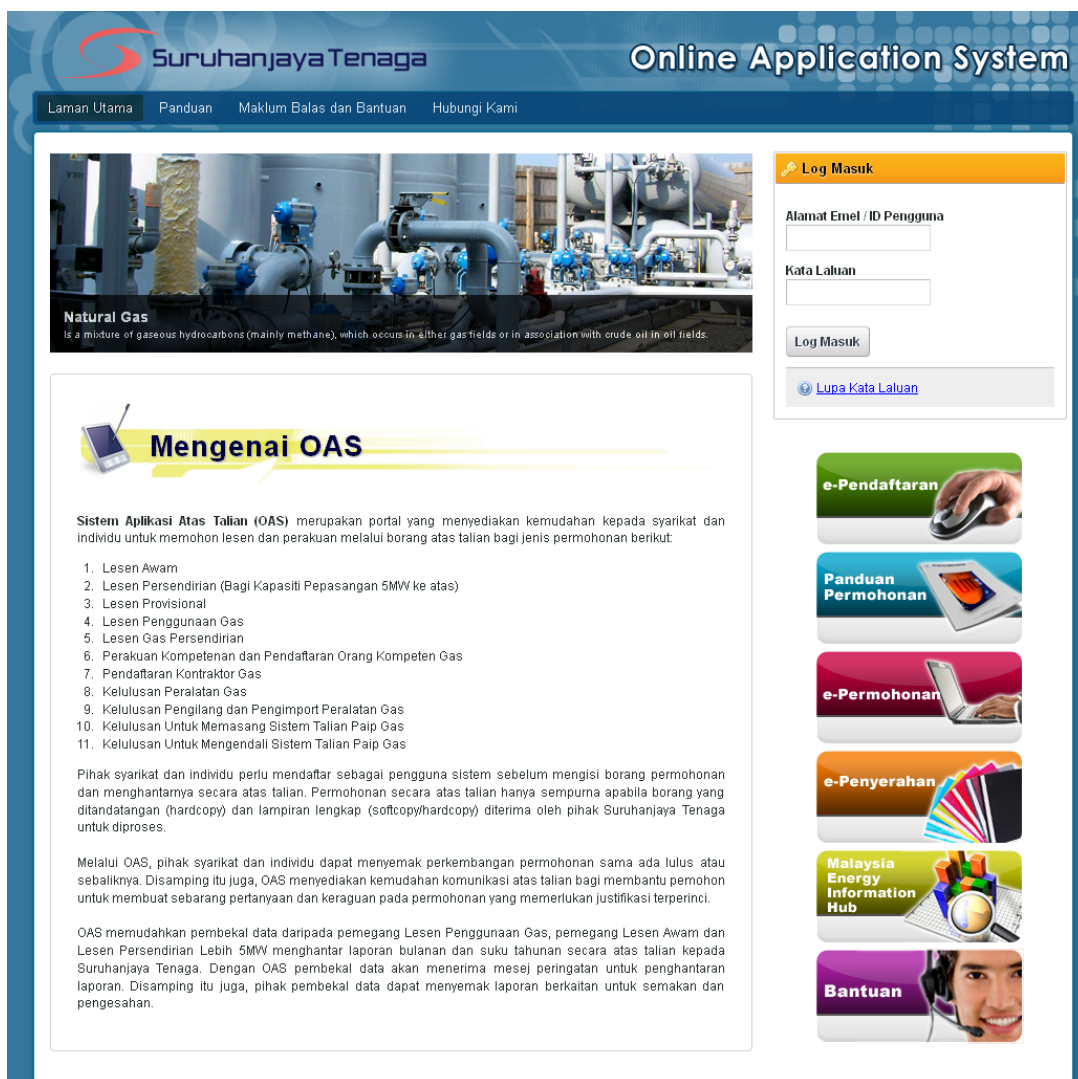 Suruhanjaya Tenaga
Online Application System
Laman Utama
Panduan
Maklum Balas dan Bantuan
Hubungi Kami
Natural Gas
Is a mixture of gaseous hydrocarbons (mainly methane), which occurs in either gas fields or in association with crude oil in oil fields.
Mengenai OAS
Sistem Aplikasi Atas Talian (OAS) merupakan portal yang menyediakan kemudahan kepada syarikat dan
individu untuk memohon lesen dan perakuan melalui borang atas talian bagi jenis permohonan berikut:
1. Lesen Awam
2. Lesen Persendirian (Bagi Kapasiti Pepasangan 5MW ke atas)
3. Lesen Provisional
4. Lesen Penggunaan Gas
5. Lesen Gas Persendirian
6. Perakuan Kompetenan dan Pendaftaran Orang Kompeten Gas
7. Pendaftaran Kontraktor Gas
8. Kelulusan Peralatan Gas
9. Kelulusan Pengilang dan Pengimport Peralatan Gas
10. Kelulusan Untuk Memasang Sistem Talian Paip Gas
11. Kelulusan Untuk Mengendali Sistem Talian Paip Gas
Pihak syarikat dan individu perlu mendaftar sebagai pengguna sistem sebelum mengisi borang permohonan
dan menghantarnya secara atas talian. Permohonan secara atas talian hanya sempurna apabila borang yang
ditandatangan (hardcopy) dan lampiran lengkap (softcopy/hardcopy) diterima oleh pihak Suruhanjaya Tenaga
untuk diproses.
Melalui OAS, pihak syarikat dan individu dapat menyemak perkembangan permohonan sama ada lulus atau
sebaliknya. Disamping itu juga, OAS menyediakan kemudahan komunikasi atas talian bagi membantu pemohon
untuk membuat sebarang pertanyaan dan keraguan pada permohonan yang memerlukan justifikasi terperinci.
OAS memudahkan pembekal data daripada pemegang Lesen Penggunaan Gas, pemegang Lesen Awam dan
Lesen Persendirian Lebih 5MW menghantar laporan bulanan dan suku tahunan secara atas talian kepada
Suruhanjaya Tenaga. Dengan OAS pembekal data akan menerima mesej peringatan untuk penghantaran
laporan. Disamping itu juga, pihak pembekal data dapat menyemak laporan berkaitan untuk semakan dan
pengesahan.
Log Masuk
Alamat Emel / ID Pengguna
Kata Laluan
Log Masuk
Lupa Kata Laluan
e-Pendaftaran
Panduan
Permohonan
e-Permohonan
e-Penyerahan
Malaysia
Energy
Information
Hub
Bantuan